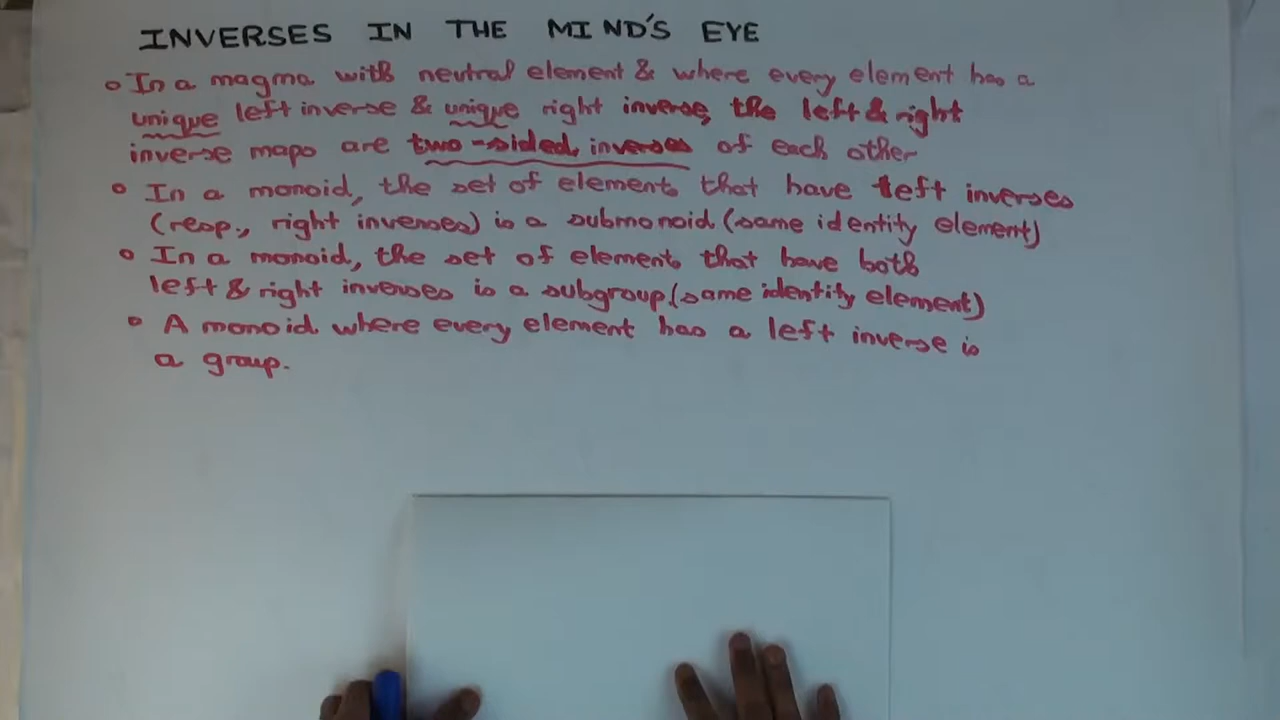 INVERSES IN THE MIND'S EYE
o In a magma with neutral element & where every element has a
unique left inverse & unique right inverse, the left & right
inverse maps are two-sided inverses of each other
o In a monoid, the set of elements that have left inverses
(resp., right inverses) is a submonoid (same identity element)
o In a monoid, the set of elements that have both
left & right inverses is a subgroup (same identity element)
o A monoid where every element has a left inverse is
a group.